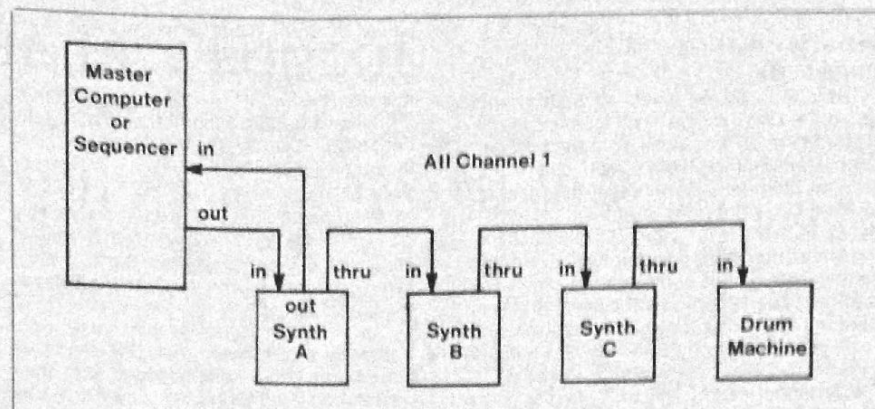 Master
Computer
or
Sequencer
in
All Channel 1
out
in
thru
in
thru
in
thru
in
out
Synth
A
Synth
B
Synth
C
Drum
Machine